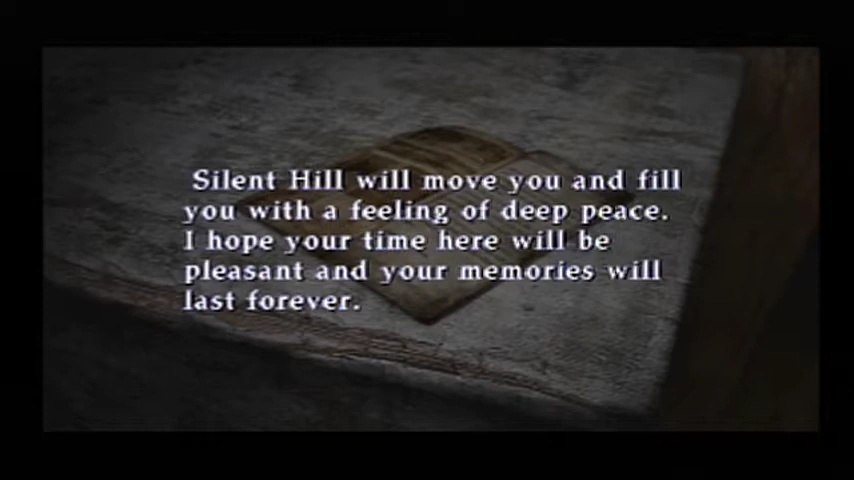 Silent Hill will move you and fill
you with a feeling of deep peace.
I hope your time here will be
pleasant and your memories will
last forever.